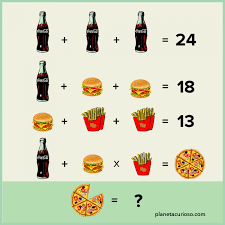 + + = 24
+ + = 18
+ + = 13
+ x =
= ?
planetacurioso.com